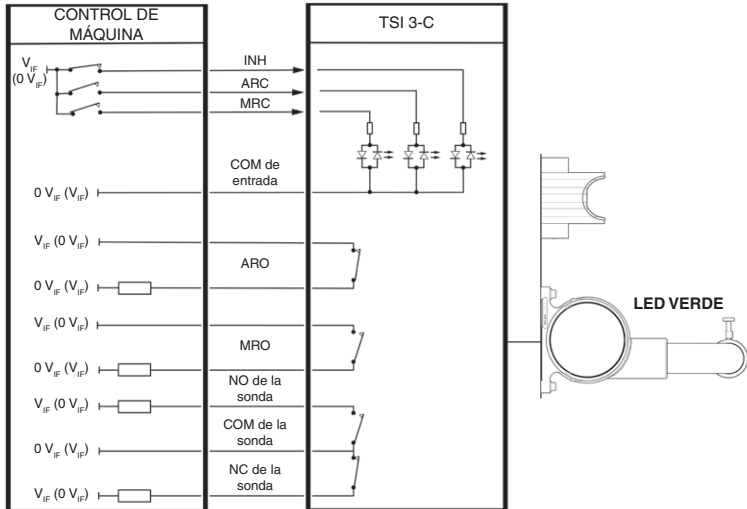 CONTROL DE
MÁQUINA
TSI 3-C
V_IF
(0 V_IF)
INH
ARC
MRC
COM de
entrada
0 V_IF (V_IF)
V_IF (0 V_IF)
ARO
0 V_IF (V_IF)
V_IF (0 V_IF)
MRO
0 V_IF (V_IF)
NO de la
sonda
V_IF (0 V_IF)
COM de la
sonda
0 V_IF (V_IF)
NC de la
sonda
V_IF (0 V_IF)
LED VERDE